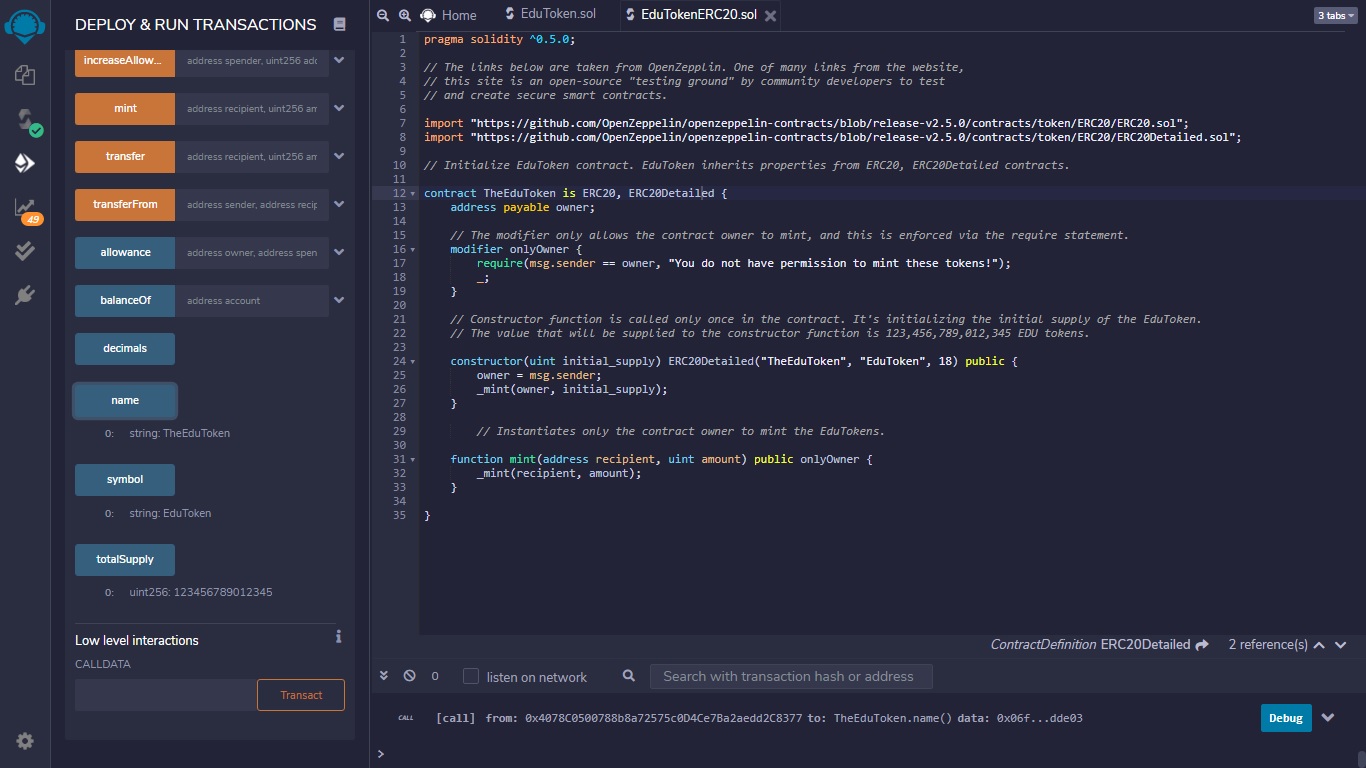 DEPLOY & RUN TRANSACTIONS
increaseAllow...
address spender, uint256 adc
mint
address recipient, uint256 am
transfer
address recipient, uint256 am
transferFrom
address sender, address recip
49
allowance
address owner, address spen
balanceOf
address account
decimals
name
0: string: TheEduToken
symbol
0: string: EduToken
totalSupply
0: uint256: 123456789012345
Low level interactions
i
CALLDATA
Transact
Home
EduToken.sol
EduTokenERC20.sol
3 tabs
1 pragma solidity ^0.5.0;
2
3 // The links below are taken from OpenZepplin. One of many links from the website,
4 // this site is an open-source "testing ground" by community developers to test
5 // and create secure smart contracts.
6
7 import "https://github.com/OpenZeppelin/openzeppelin-contracts/blob/release-v2.5.0/contracts/token/ERC20/ERC20.sol";
8 import "https://github.com/OpenZeppelin/openzeppelin-contracts/blob/release-v2.5.0/contracts/token/ERC20/ERC20Detailed.sol";
9
10 // Initialize EduToken contract. EduToken inherits properties from ERC20, ERC20Detailed contracts.
11
12 contract TheEduToken is ERC20, ERC20Detailed {
13 address payable owner;
14
15 // The modifier only allows the contract owner to mint, and this is enforced via the require statement.
16 modifier onlyOwner {
17 require(msg.sender == owner, "You do not have permission to mint these tokens!");
18 _;
19 }
20
21 // Constructor function is called only once in the contract. It's initializing the initial supply of the EduToken.
22 // The value that will be supplied to the constructor function is 123,456,789,012,345 EDU tokens.
23
24 constructor(uint initial_supply) ERC20Detailed("TheEduToken", "EduToken", 18) public {
25 owner = msg.sender;
26 _mint(owner, initial_supply);
27 }
28
29 // Instantiates only the contract owner to mint the EduTokens.
30
31 function mint(address recipient, uint amount) public onlyOwner {
32 _mint(recipient, amount);
33 }
34
35 }
ContractDefinition ERC20Detailed 2 reference(s)
0
listen on network
Search with transaction hash or address
CALL [call] from: 0x4078C0500788b8a72575c0D4Ce7Ba2aedd2C8377 to: TheEduToken.name() data: 0x06f...dde03
Debug
>